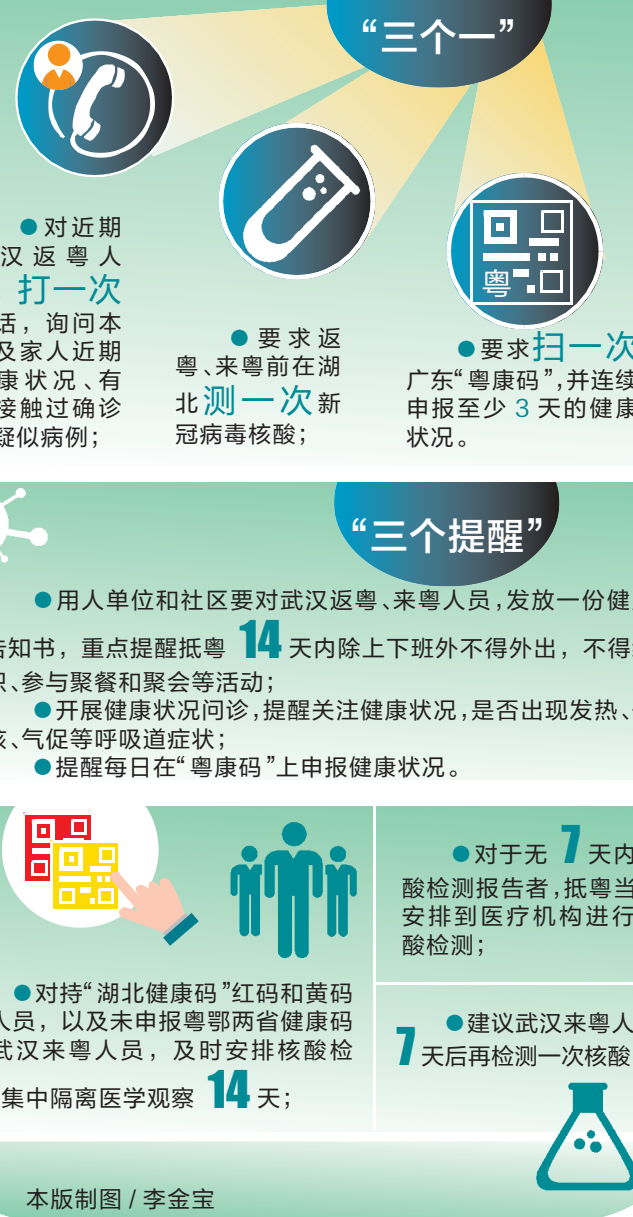 “三个一”
●对近期
汉返粤人
打一次
话，询问本
及家人近期
康状况、有
接触过确诊
疑似病例；
●要求返
粤、来粤前在湖
北测一次新
冠病毒核酸；
粤
●要求扫一次
广东“粤康码”，并连续
申报至少 3 天的健康
状况。
“三个提醒”
●用人单位和社区要对武汉返粤、来粤人员，发放一份健
告知书，重点提醒抵粤 14 天内除上下班外不得外出，不得
、参与聚餐和聚会等活动；
●开展健康状况问诊，提醒关注健康状况，是否出现发热、
、气促等呼吸道症状；
●提醒每日在“粤康码”上申报健康状况。
●对持“湖北健康码”红码和黄码
人员，以及未申报粤鄂两省健康码
武汉来粤人员，及时安排核酸检
集中隔离医学观察 14 天；
●对于无 7 天内
酸检测报告者，抵粤当
安排到医疗机构进行
酸检测；
●建议武汉来粤人
7 天后再检测一次核酸
本版制图 / 李金宝